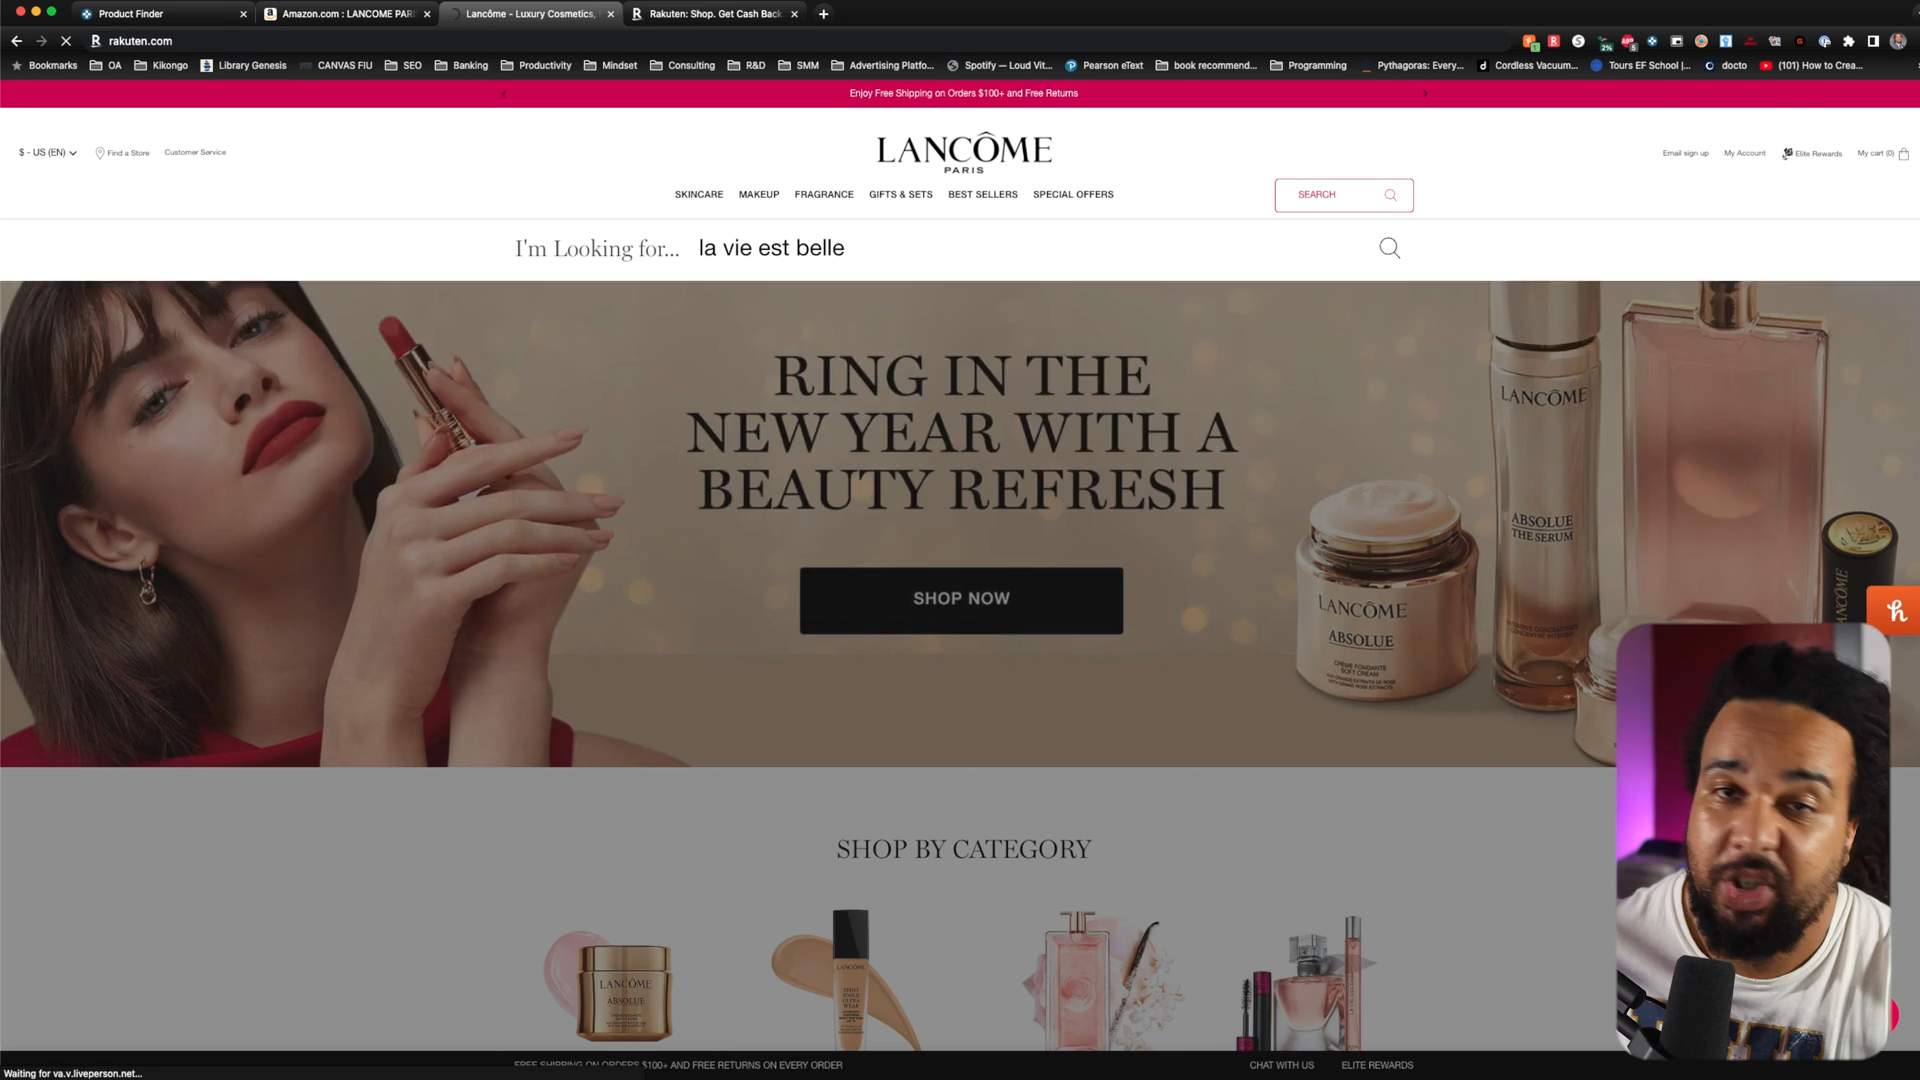 Product Finder
Amazon.com : LANCOME PARI
Lancôme - Luxury Cosmetics,
Rakuten: Shop. Get Cash Back
rakuten.com
Bookmarks
OA
Kikongo
Library Genesis
CANVAS FIU
SEO
Banking
Productivity
Mindset
Consulting
R&D
SMM
Advertising Platfo...
Spotify — Loud Vit...
Pearson eText
book recommend...
Programming
Pythagoras: Every...
Cordless Vacuum...
Tours EF School |...
docto
(101) How to Crea...
Enjoy Free Shipping on Orders $100+ and Free Returns
$ - US (EN)
Find a Store
Customer Service
LANCÔME
PARIS
Email sign up
My Account
Elite Rewards
My cart (0)
SKINCARE
MAKEUP
FRAGRANCE
GIFTS & SETS
BEST SELLERS
SPECIAL OFFERS
SEARCH
I'm Looking for... la vie est belle
RING IN THE
NEW YEAR WITH A
BEAUTY REFRESH
SHOP NOW
LANCÔME
ABSOLUE
THE SERUM
LANCÔME
ABSOLUE
CRÈME FONDANTE
SOFT CREAM
SHOP BY CATEGORY
LANCÔME
ABSOLUE
LANCÔME
FREE SHIPPING ON ORDERS $100+ AND FREE RETURNS ON EVERY ORDER
CHAT WITH US
ELITE REWARDS
Waiting for va.v.liveperson.net...